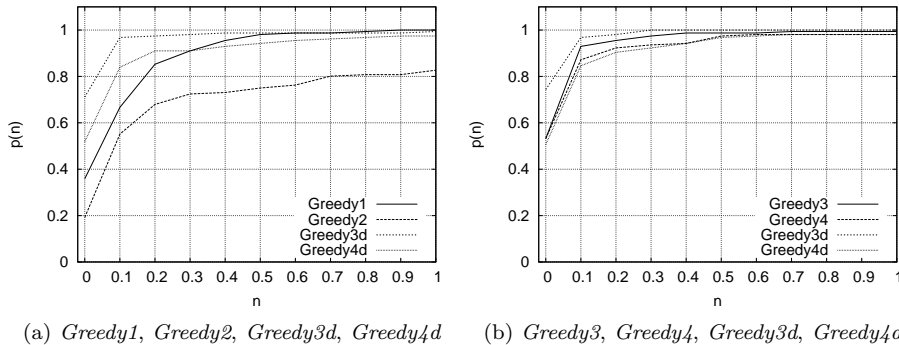 1
0.8
0.6
0.4
0.2
0
p(n)
0 0.1 0.2 0.3 0.4 0.5 0.6 0.7 0.8 0.9 1
n
Greedy1
Greedy2
Greedy3d
Greedy4d
(a) Greedy1, Greedy2, Greedy3d, Greedy4d
1
0.8
0.6
0.4
0.2
0
p(n)
0 0.1 0.2 0.3 0.4 0.5 0.6 0.7 0.8 0.9 1
n
Greedy3
Greedy4
Greedy3d
Greedy4d
(b) Greedy3, Greedy4, Greedy3d, Greedy4d